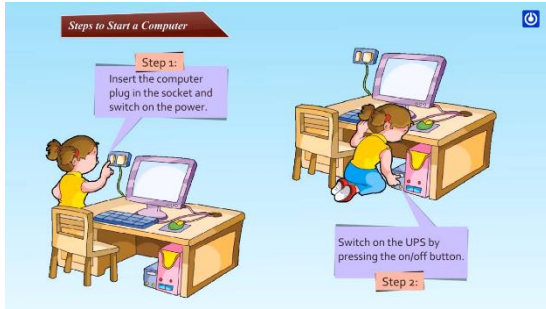 Steps to Start a Computer
Step 1:
Insert the computer
plug in the socket and
switch on the power.
Switch on the UPS by
pressing the on/off button.
Step 2: